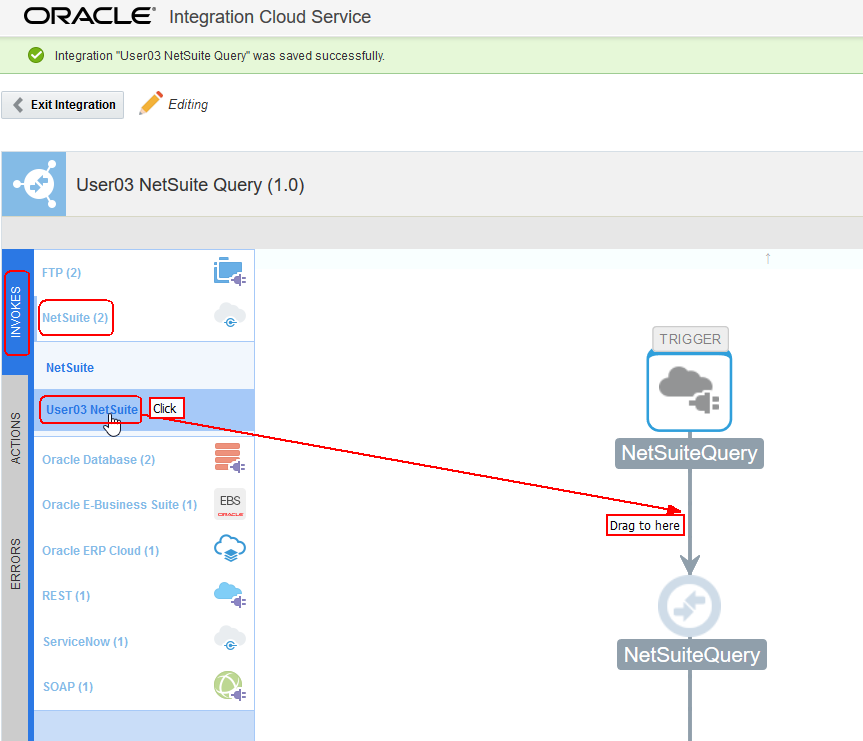 ORACLE® Integration Cloud Service
Integration "User03 NetSuite Query" was saved successfully.
Exit Integration
Editing
User03 NetSuite Query (1.0)
INVOKES
ACTIONS
ERRORS
FTP (2)
NetSuite (2)
NetSuite
User03 NetSuite
Click
Oracle Database (2)
Oracle E-Business Suite (1)
EBS
ORACLE
Oracle ERP Cloud (1)
REST (1)
ServiceNow (1)
SOAP (1)
TRIGGER
NetSuiteQuery
Drag to here
NetSuiteQuery